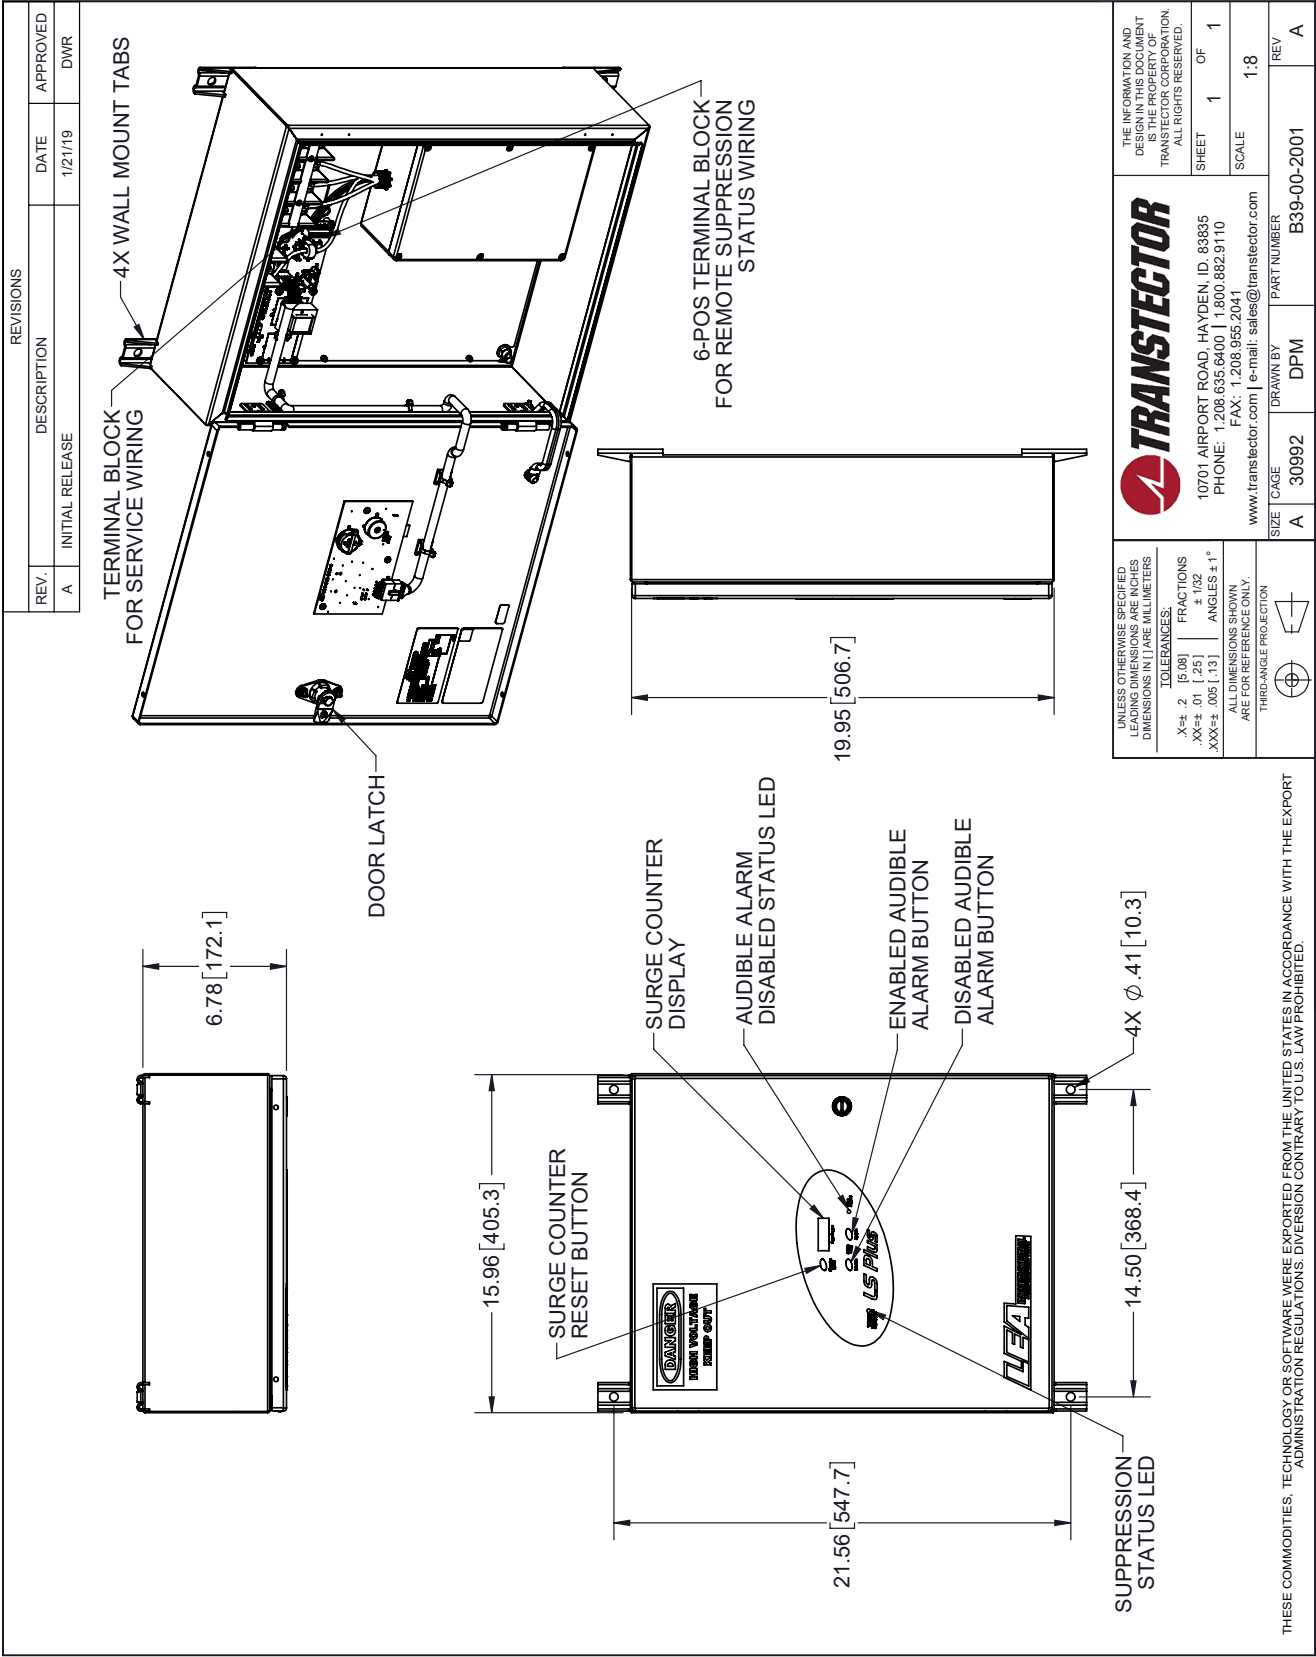 REVISIONS
REV.
DESCRIPTION
DATE
APPROVED
A
INITIAL RELEASE
1/21/19
DWR
TERMINAL BLOCK
FOR SERVICE WIRING
4X WALL MOUNT TABS
DOOR LATCH
6-POS TERMINAL BLOCK
FOR REMOTE SUPPRESSION
STATUS WIRING
6.78 [172.1]
15.96 [405.3]
SURGE COUNTER
RESET BUTTON
SURGE COUNTER
DISPLAY
AUDIBLE ALARM
DISABLED STATUS LED
ENABLED AUDIBLE
ALARM BUTTON
DISABLED AUDIBLE
ALARM BUTTON
19.95 [506.7]
DANGER
HIGH VOLTAGE
KEEP OUT
LS Plus
LEA
21.56 [547.7]
14.50 [368.4]
4X ⌀ .41 [10.3]
SUPPRESSION
STATUS LED
THESE COMMODITIES, TECHNOLOGY OR SOFTWARE WERE EXPORTED FROM THE UNITED STATES IN ACCORDANCE WITH THE EXPORT
ADMINISTRATION REGULATIONS. DIVERSION CONTRARY TO U.S. LAW PROHIBITED.
UNLESS OTHERWISE SPECIFIED
LEADING DIMENSIONS ARE INCHES
DIMENSIONS IN [ ] ARE MILLIMETERS
TOLERANCES:
.X=± .2 [5.08]
.XX=± .01 [.25]
.XXX=± .005 [.13]
FRACTIONS
± 1/32
ANGLES ± 1°
ALL DIMENSIONS SHOWN
ARE FOR REFERENCE ONLY.
THIRD-ANGLE PROJECTION
TRANSTECTOR
10701 AIRPORT ROAD, HAYDEN, ID. 83835
PHONE: 1.208.635.6400 | 1.800.882.9110
FAX: 1.208.955.2041
www.transtector.com | e-mail: sales@transtector.com
THE INFORMATION AND
DESIGN IN THIS DOCUMENT
IS THE PROPERTY OF
TRANSTECTOR CORPORATION.
ALL RIGHTS RESERVED.
SHEET 1 OF 1
SCALE 1:8
SIZE A
CAGE 30992
DRAWN BY DPM
PART NUMBER B39-00-2001
REV A